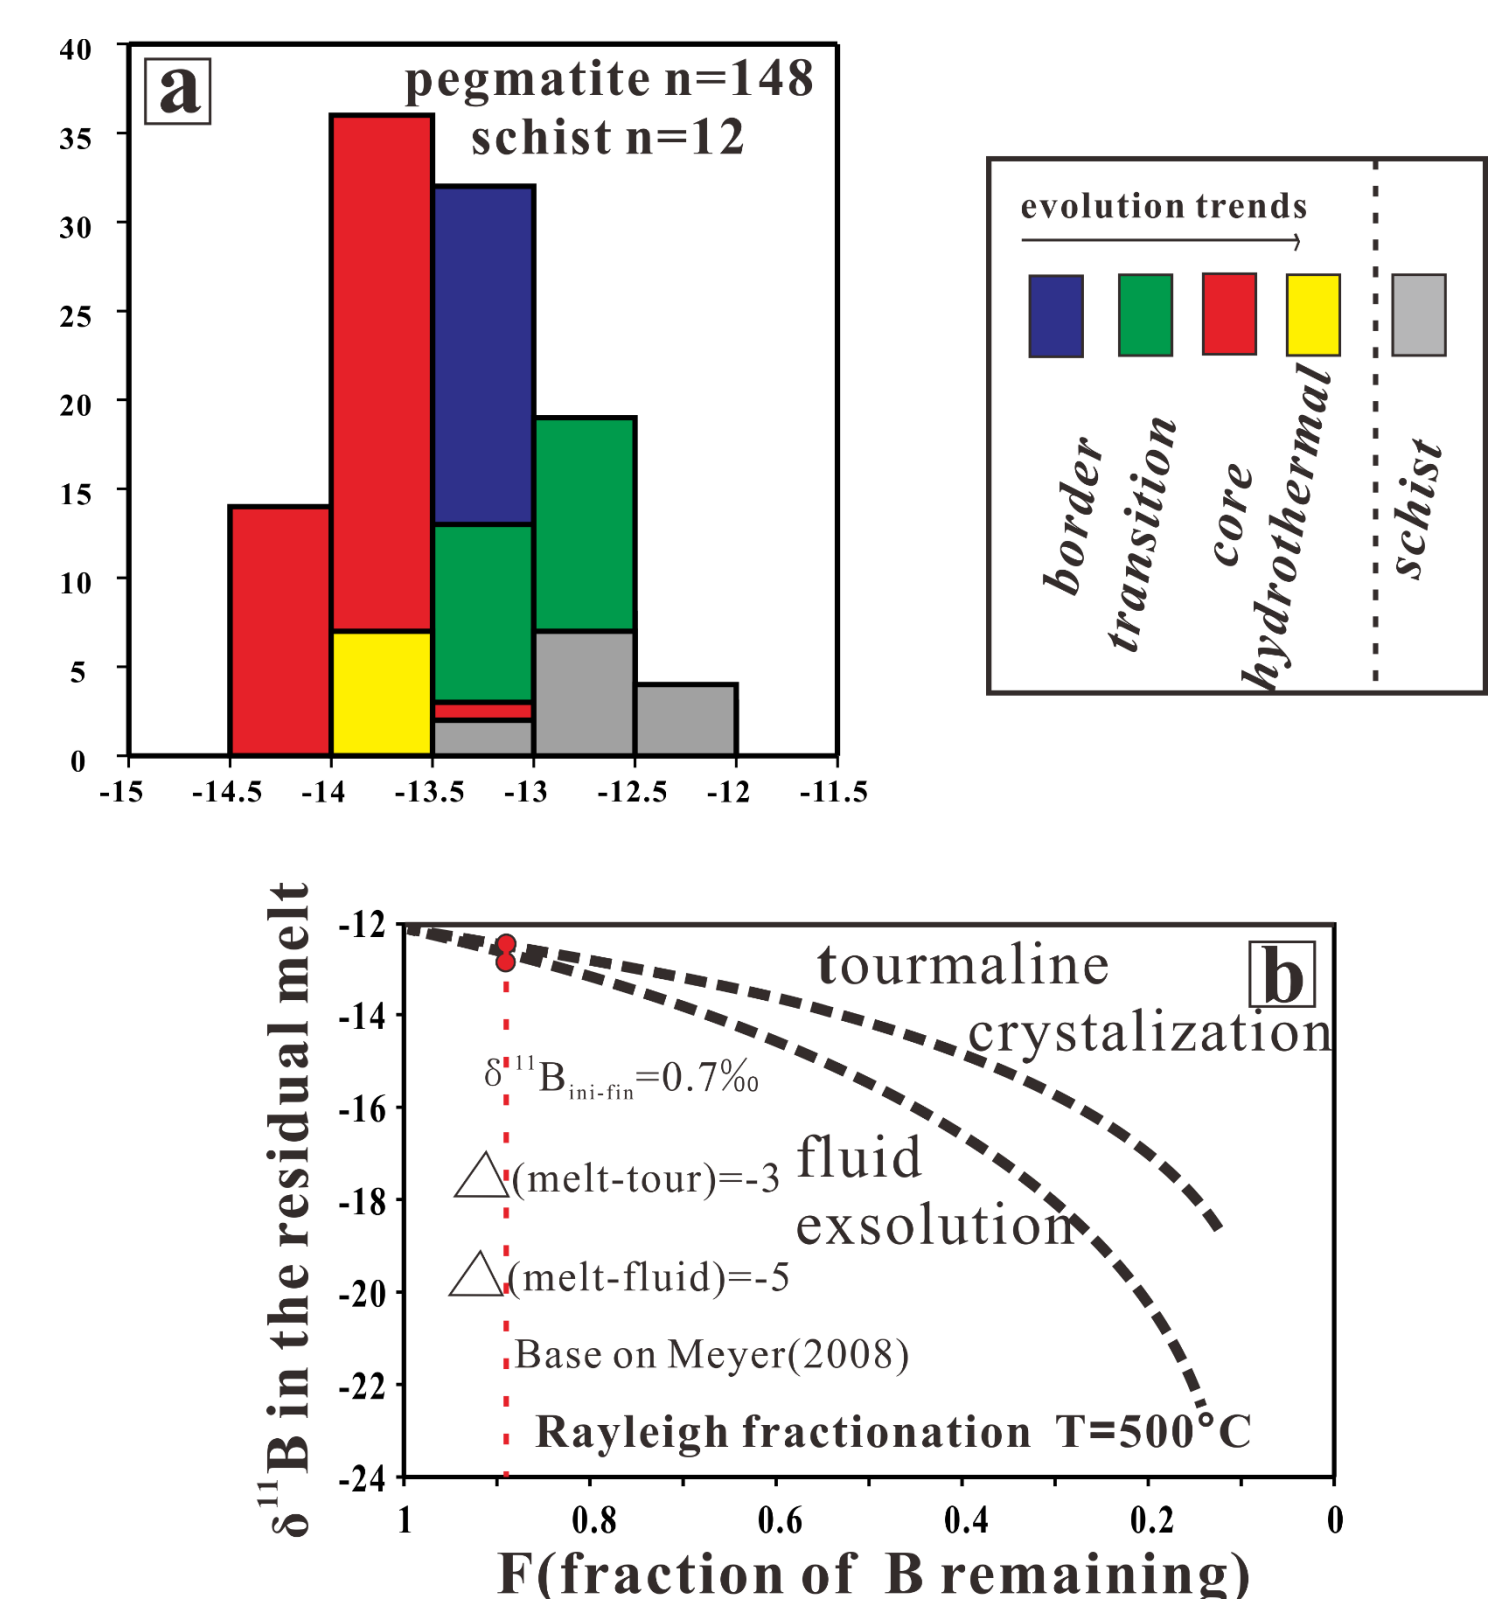 a
pegmatite n=148
schist n=12
40
35
30
25
20
15
10
5
0
-15 -14.5 -14 -13.5 -13 -12.5 -12 -11.5
evolution trends
border
transition
core
hydrothermal
schist
b
δ¹¹B in the residual melt
-12
-14
-16
-18
-20
-22
-24
tourmaline
crystalization
δ¹¹Bini-fin=0.7‰
fluid
exsolution
△(melt-tour)=-3
△(melt-fluid)=-5
Base on Meyer(2008)
Rayleigh fractionation T=500°C
1 0.8 0.6 0.4 0.2 0
F(fraction of B remaining)